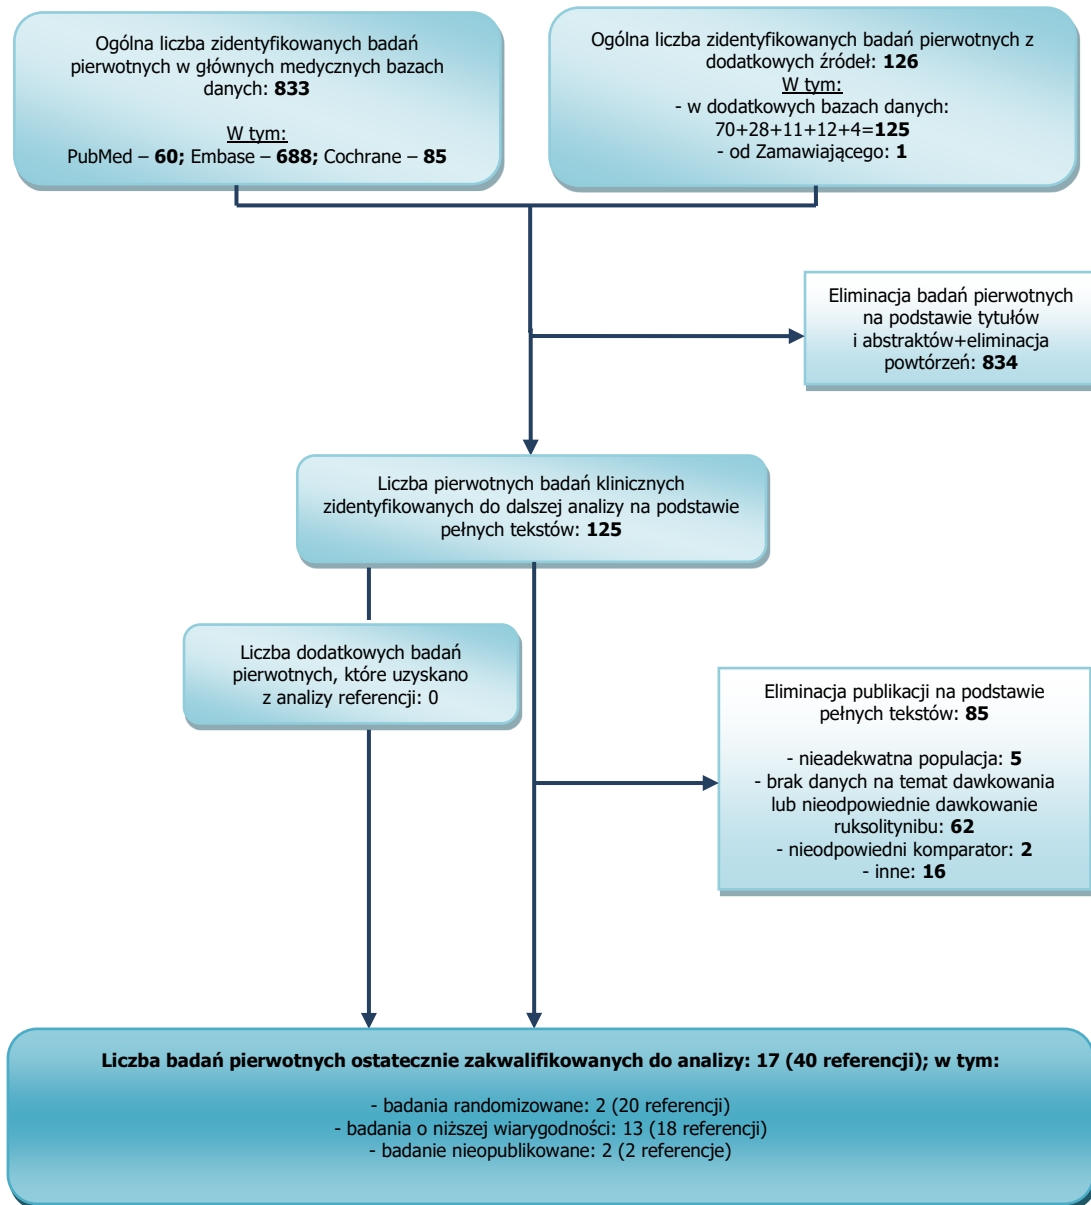 Ogólna liczba zidentyfikowanych badań
pierwotnych w głównych medycznych bazach
danych: 833
W tym:
PubMed – 60; Embase – 688; Cochrane – 85
Ogólna liczba zidentyfikowanych badań pierwotnych z
dodatkowych źródeł: 126
W tym:
- w dodatkowych bazach danych:
70+28+11+12+4=125
- od Zamawiającego: 1
Eliminacja badań pierwotnych
na podstawie tytułów
i abstraktów+eliminacja
powtórzeń: 834
Liczba pierwotnych badań klinicznych
zidentyfikowanych do dalszej analizy na podstawie
pełnych tekstów: 125
Liczba dodatkowych badań
pierwotnych, które uzyskano
z analizy referencji: 0
Eliminacja publikacji na podstawie
pełnych tekstów: 85
- nieadekwatna populacja: 5
- brak danych na temat dawkowania
lub nieodpowiednie dawkowanie
ruksolitynibu: 62
- nieodpowiedni komparator: 2
- inne: 16
Liczba badań pierwotnych ostatecznie zakwalifikowanych do analizy: 17 (40 referencji); w tym:
- badania randomizowane: 2 (20 referencji)
- badania o niższej wiarygodności: 13 (18 referencji)
- badanie nieopublikowane: 2 (2 referencje)